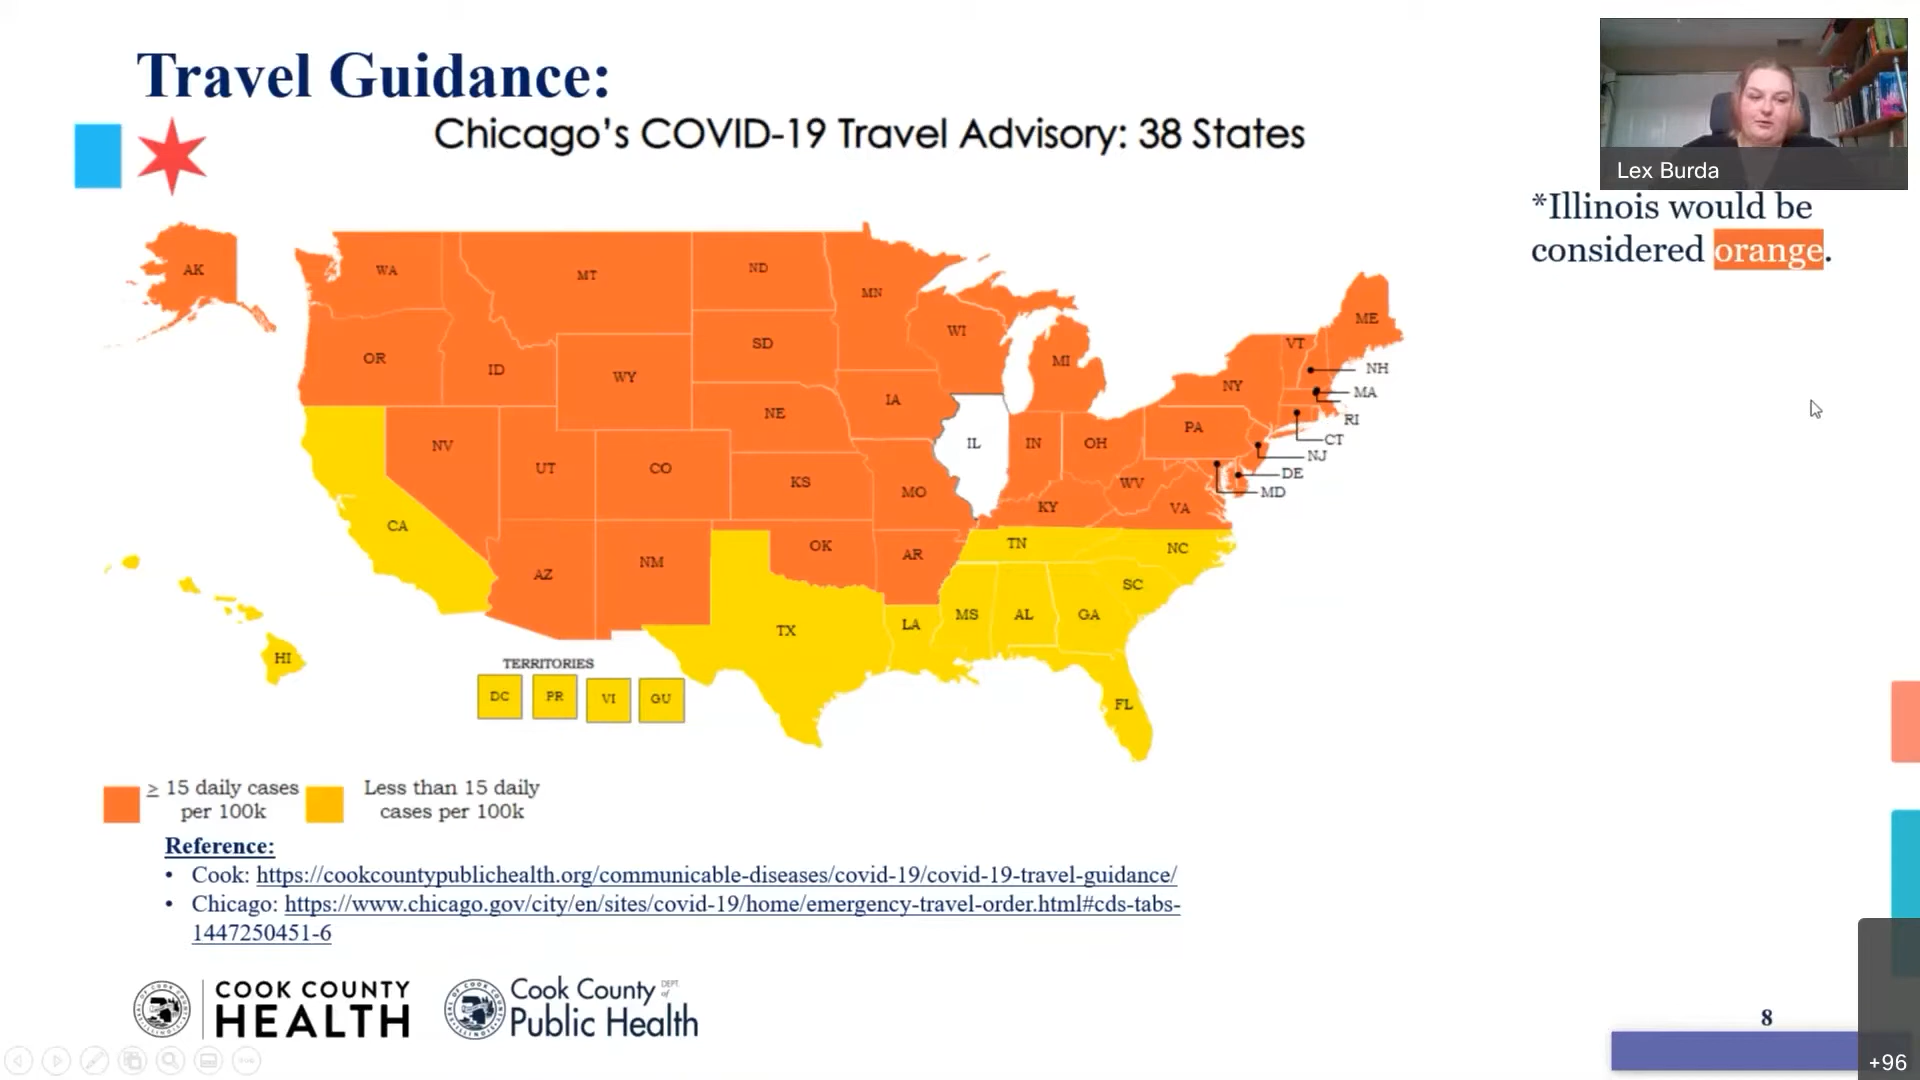 Travel Guidance:
Chicago's COVID-19 Travel Advisory: 38 States
Lex Burda
*Illinois would be
considered orange.
AK
WA
MT
ND
MN
WI
MI
ME
VT
NH
MA
RI
CT
NJ
DE
MD
OR
ID
WY
SD
IA
NE
NY
PA
NV
UT
CO
KS
MO
IL
IN
OH
WV
VA
KY
CA
AZ
NM
OK
AR
TN
NC
SC
MS
AL
GA
LA
TX
FL
HI
TERRITORIES
DC
PR
VI
GU
≥ 15 daily cases
per 100k
Less than 15 daily
cases per 100k
Reference:
• Cook: https://cookcountypublichealth.org/communicable-diseases/covid-19/covid-19-travel-guidance/
• Chicago: https://www.chicago.gov/city/en/sites/covid-19/home/emergency-travel-order.html#cds-tabs-
1447250451-6
COOK COUNTY
HEALTH
Cook County DEPT. of
Public Health
8
+96